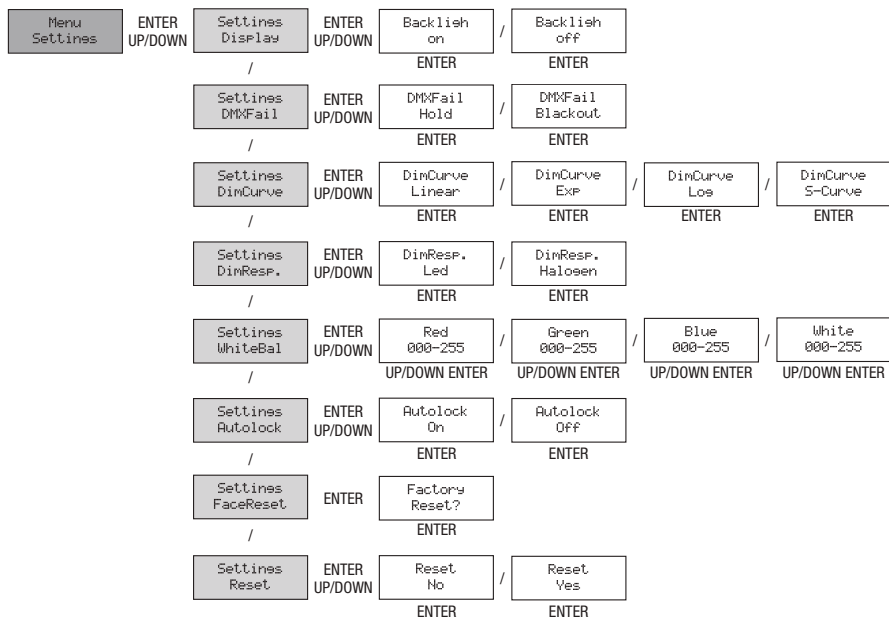 Menu
Settings
ENTER
UP/DOWN
Settings
Display
ENTER
UP/DOWN
Backligh
on
/
Backligh
off
ENTER
ENTER
/
Settings
DMXFail
ENTER
UP/DOWN
DMXFail
Hold
/
DMXFail
Blackout
ENTER
ENTER
/
Settings
DimCurve
ENTER
UP/DOWN
DimCurve
Linear
/
DimCurve
Exp
/
DimCurve
Log
/
DimCurve
S-Curve
ENTER
ENTER
ENTER
ENTER
/
Settings
DimResp.
ENTER
UP/DOWN
DimResp.
Led
/
DimResp.
Halogen
ENTER
ENTER
/
Settings
WhiteBal
ENTER
UP/DOWN
Red
000-255
/
Green
000-255
/
Blue
000-255
/
White
000-255
UP/DOWN ENTER
UP/DOWN ENTER
UP/DOWN ENTER
UP/DOWN ENTER
/
Settings
Autolock
ENTER
UP/DOWN
Autolock
On
/
Autolock
Off
ENTER
ENTER
/
Settings
FaceReset
ENTER
Factory
Reset?
ENTER
/
Settings
Reset
ENTER
UP/DOWN
Reset
No
/
Reset
Yes
ENTER
ENTER